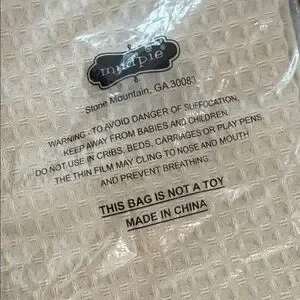 mudpie
Stone Mountain, GA.30083
WARNING - TO AVOID DANGER OF SUFFOCATION,
KEEP AWAY FROM BABIES AND CHILDREN.
DO NOT USE IN CRIBS, BEDS, CARRIAGES OR PLAY PENS.
THE THIN FILM MAY CLING TO NOSE AND MOUTH
AND PREVENT BREATHING.
THIS BAG IS NOT A TOY
MADE IN CHINA